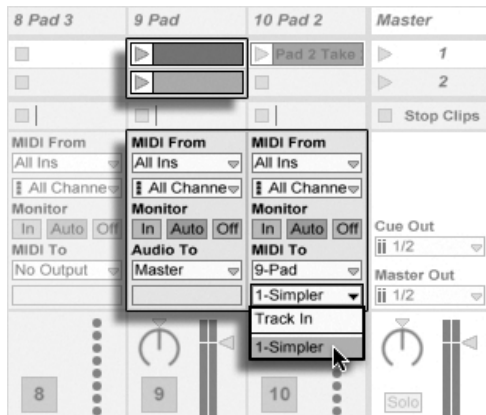 8 Pad 3 9 Pad 10 Pad 2 Master
Pad 2 Take 1
2
Stop Clips
MIDI From MIDI From MIDI From
All Ins All Ins All Ins
All Channe All Channe All Channe
Monitor Monitor Monitor
In Auto Off In Auto Off In Auto Off
Cue Out
MIDI To Audio To MIDI To
1/2
No Output Master 9-Pad
Master Out
1-Simpler 1/2
Track In
1-Simpler
8 9 10 Solo